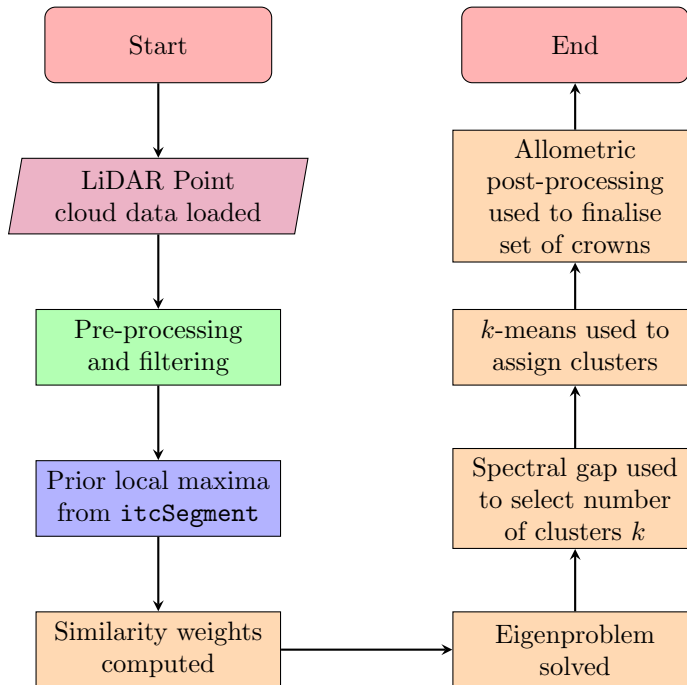 Start
LiDAR Point
cloud data loaded
Pre-processing
and filtering
Prior local maxima
from itcSegment
Similarity weights
computed
Eigenproblem
solved
Spectral gap used
to select number
of clusters k
k-means used to
assign clusters
Allometric
post-processing
used to finalise
set of crowns
End